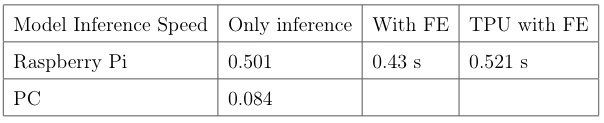 Model Inference Speed Only inference With FE TPU with FE
Raspberry Pi 0.501 0.43 s 0.521 s
PC 0.084